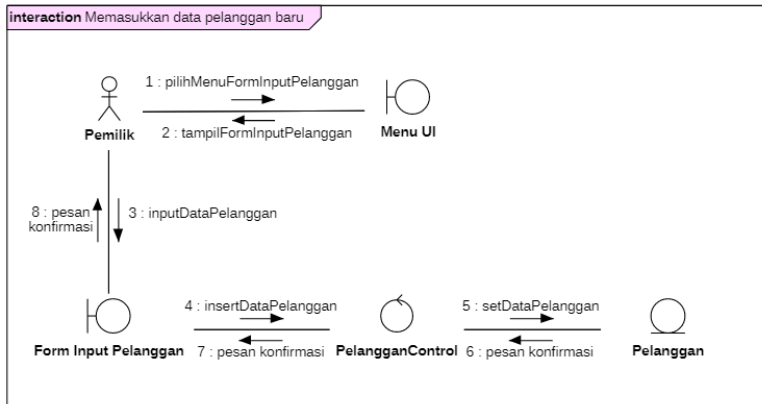 interaction Memasukkan data pelanggan baru
1 : pilihMenuFormInputPelanggan
Pemilik
2 : tampilFormInputPelanggan
Menu UI
8 : pesan
konfirmasi
3 : inputDataPelanggan
4 : insertDataPelanggan
5 : setDataPelanggan
Form Input Pelanggan
7 : pesan konfirmasi
PelangganControl
6 : pesan konfirmasi
Pelanggan